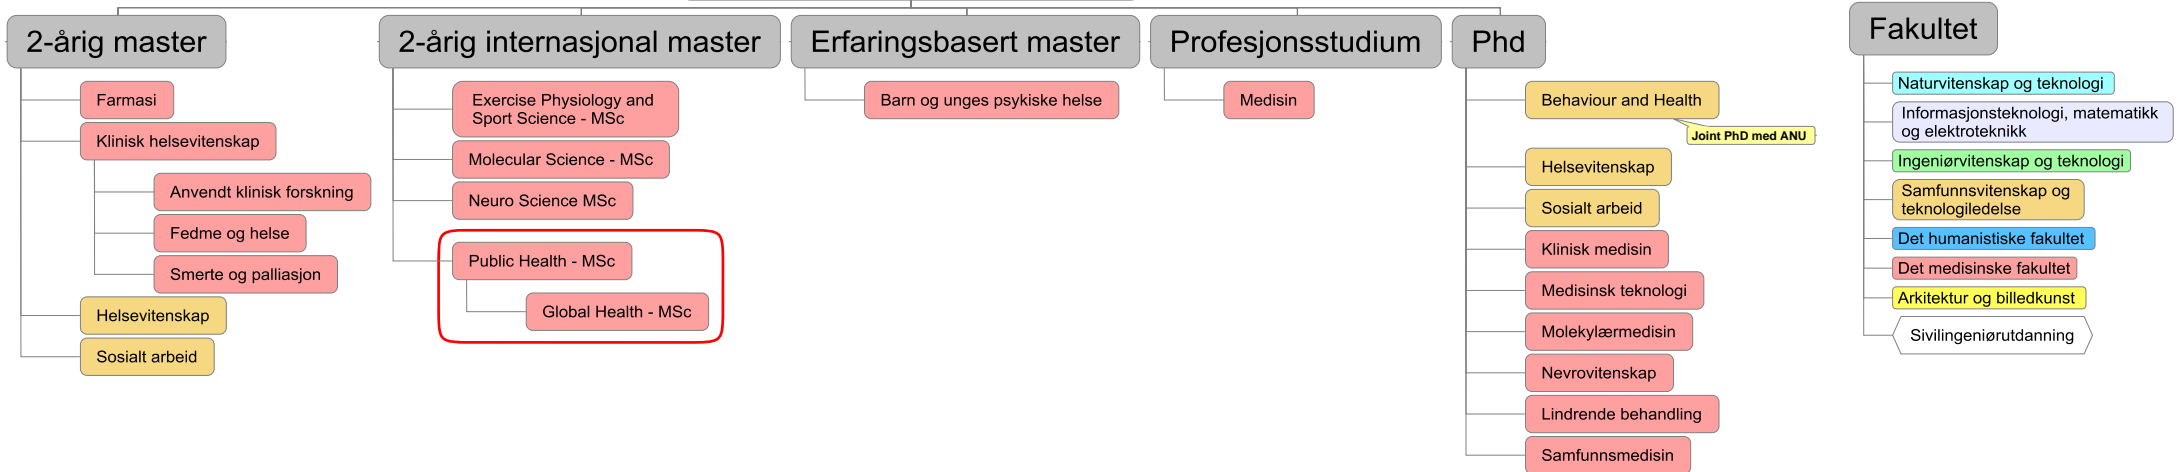 2-årig master
Farmasi
Klinisk helsevitenskap
Anvendt klinisk forskning
Fedme og helse
Smerte og palliasjon
Helsevitenskap
Sosialt arbeid
2-årig internasjonal master
Exercise Physiology and
Sport Science - MSc
Molecular Science - MSc
Neuro Science MSc
Public Health - MSc
Global Health - MSc
Erfaringsbasert master
Barn og unges psykiske helse
Profesjonsstudium
Medisin
Phd
Behaviour and Health
Joint PhD med ANU
Helsevitenskap
Sosialt arbeid
Klinisk medisin
Medisinsk teknologi
Molekylærmedisin
Nevrovitenskap
Lindrende behandling
Samfunnsmedisin
Fakultet
Naturvitenskap og teknologi
Informasjonsteknologi, matematikk
og elektroteknikk
Ingeniørvitenskap og teknologi
Samfunnsvitenskap og
teknologiledelse
Det humanistiske fakultet
Det medisinske fakultet
Arkitektur og billedkunst
Sivilingeniørutdanning